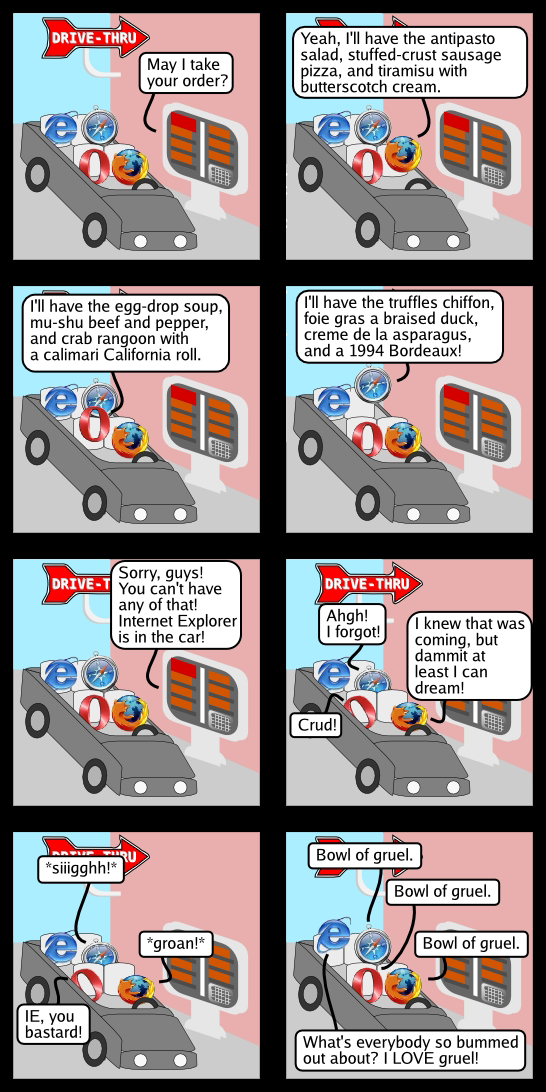 DRIVE-THRU
May I take
your order?
Yeah, I'll have the antipasto
salad, stuffed-crust sausage
pizza, and tiramisu with
butterscotch cream.
I'll have the egg-drop soup,
mu-shu beef and pepper,
and crab rangoon with
a calimari California roll.
I'll have the truffles chiffon,
foie gras a braised duck,
creme de la asparagus,
and a 1994 Bordeaux!
DRIVE-T
Sorry, guys!
You can't have
any of that!
Internet Explorer
is in the car!
DRIVE-THRU
Ahgh!
I forgot!
I knew that was
coming, but
dammit at
least I can
dream!
Crud!
DRIVE-THRU
*siiigghh!*
*groan!*
IE, you
bastard!
Bowl of gruel.
Bowl of gruel.
Bowl of gruel.
What's everybody so bummed
out about? I LOVE gruel!